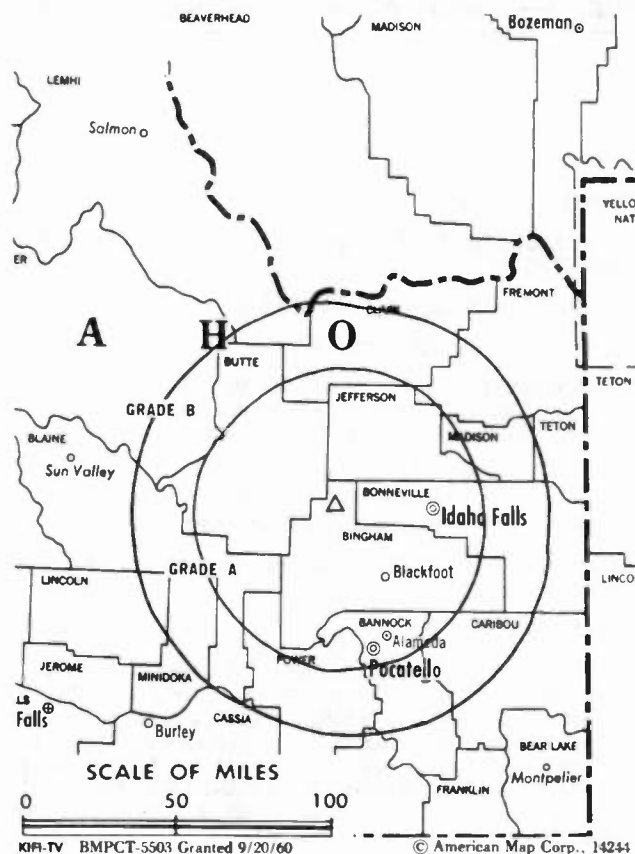 BEAVERHEAD
MADISON
Bozeman
LEMHI
Salmon
YELLO
NAT
ER
FREMONT
CLARK
A H O
BUTTE
TETON
JEFFERSON
GRADE B
BLAINE
MADISON
TETON
Sun Valley
BONNEVILLE
Idaho Falls
BINGHAM
GRADE A
Blackfoot
LINCOLN
LINCO
BANNOCK
CARIBOU
Alameda
POWER
Pocatello
JEROME
MINIDOKA
LS
Falls
CASSIA
Burley
BEAR LAKE
SCALE OF MILES
Montpelier
FRANKLIN
0 50 100
KIFI-TV BMPCT-5503 Granted 9/20/60 © American Map Corp., 14244